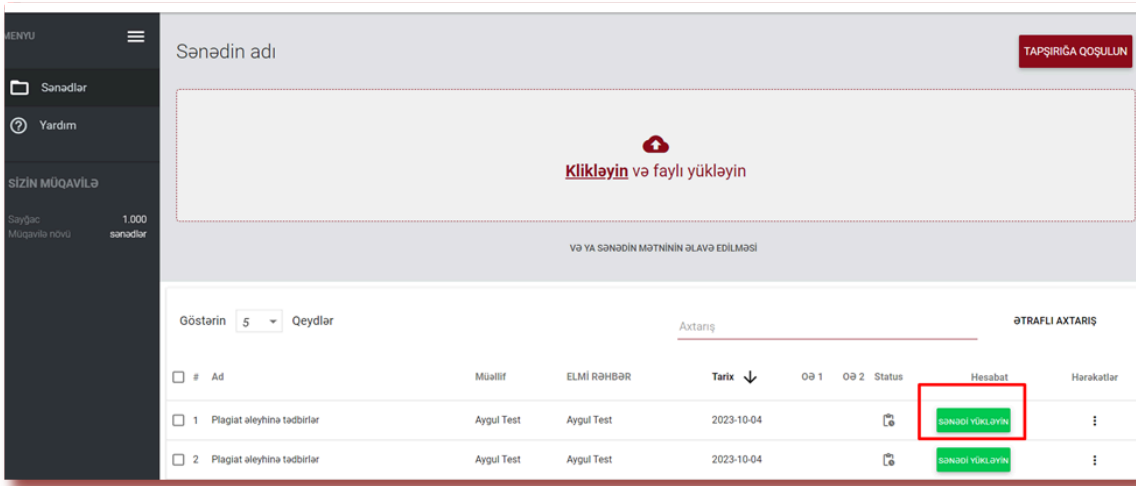 MENYU
Sənədin adı
TAPŞIRIĞA QOŞULUN
Sənədlər
Yardım
Klikləyin və faylı yükləyin
SİZİN MÜQAVİLƏ
Sayğac 1.000
Müqavilə növü sənədlər
VƏ YA SƏNƏDİN MƏTNİNİN ƏLAVƏ EDİLMƏSİ
Göstərin 5 Qeydlər
Axtarış
ƏTRAFLI AXTARIŞ
# Ad Müəllif ELMİ RƏHBƏR Tarix OƏ 1 OƏ 2 Status Hesabat Hərəkətlər
1 Plagiat əleyhinə tədbirlər Aygul Test Aygul Test 2023-10-04 SƏNƏDİ YÜKLƏYİN
2 Plagiat əleyhinə tədbirlər Aygul Test Aygul Test 2023-10-04 SƏNƏDİ YÜKLƏYİN